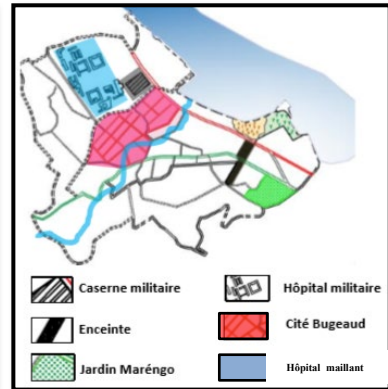 Caserne militaire
Hôpital militaire
Enceinte
Cité Bugeaud
Jardin Maréngo
Hôpital maillant